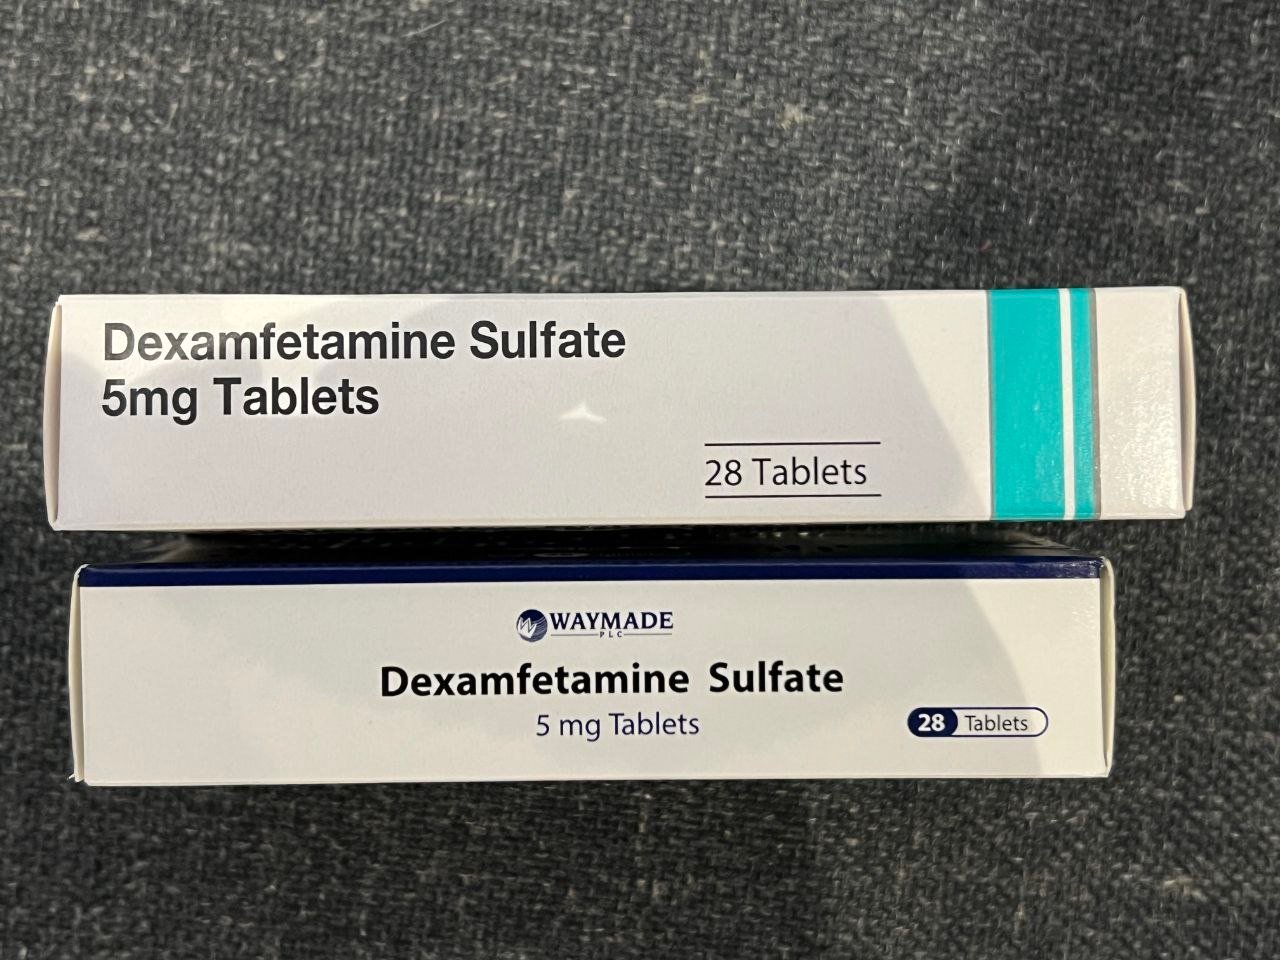 Dexamfetamine Sulfate
5mg Tablets
28 Tablets
WAYMADE
PLC
Dexamfetamine Sulfate
5 mg Tablets
28 Tablets